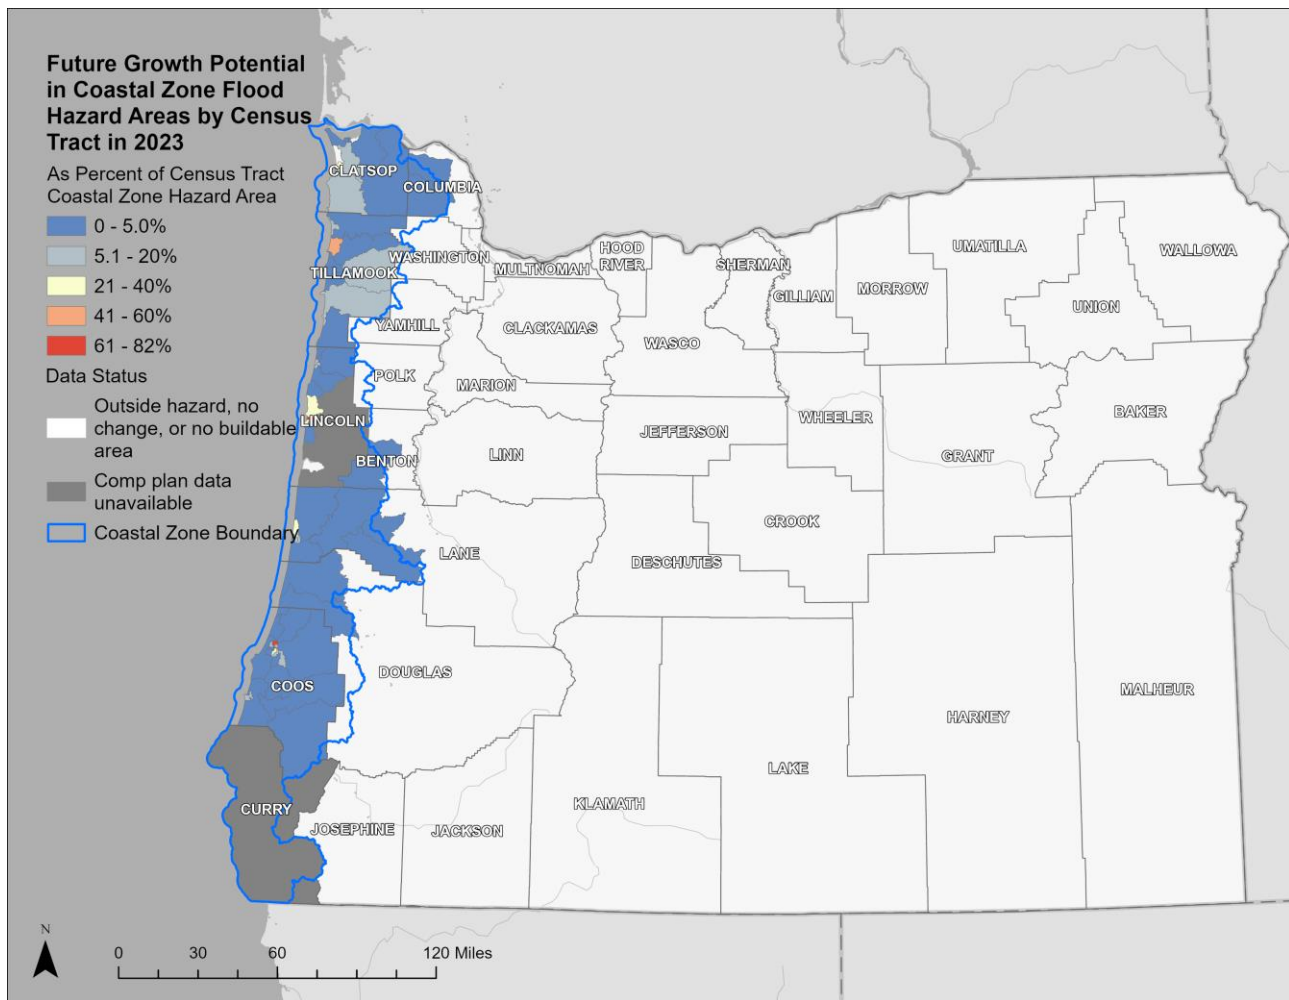 Future Growth Potential
in Coastal Zone Flood
Hazard Areas by Census
Tract in 2023
As Percent of Census Tract
Coastal Zone Hazard Area
0 - 5.0%
5.1 - 20%
21 - 40%
41 - 60%
61 - 82%
Data Status
Outside hazard, no
change, or no buildable
area
Comp plan data
unavailable
Coastal Zone Boundary
CLATSOP
COLUMBIA
TILLAMOOK
WASHINGTON
MULTNOMAH
HOOD
RIVER
SHERMAN
GILLIAM
MORROW
UMATILLA
UNION
WALLOWA
YAMHILL
CLACKAMAS
WASCO
POLK
MARION
JEFFERSON
WHEELER
BAKER
LINCOLN
BENTON
LINN
GRANT
CROOK
LANE
DESCHUTES
DOUGLAS
COOS
MALHEUR
HARNEY
LAKE
KLAMATH
CURRY
JOSEPHINE
JACKSON
N
0 30 60 120 Miles